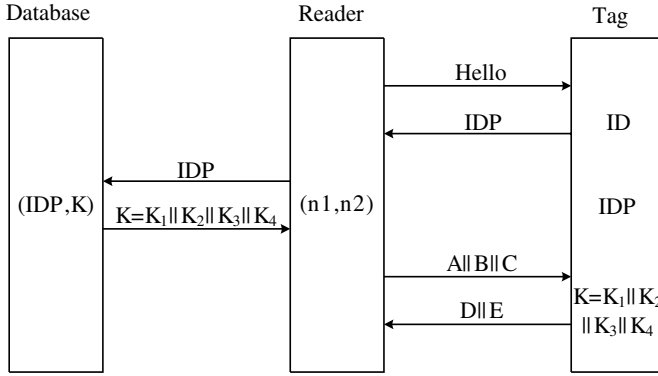 Database Reader Tag
Hello
IDP ID
IDP
(IDP,K) K=K₁||K₂||K₃||K₄ (n1,n2) IDP
A||B||C
D||E K=K₁||K₂
||K₃||K₄